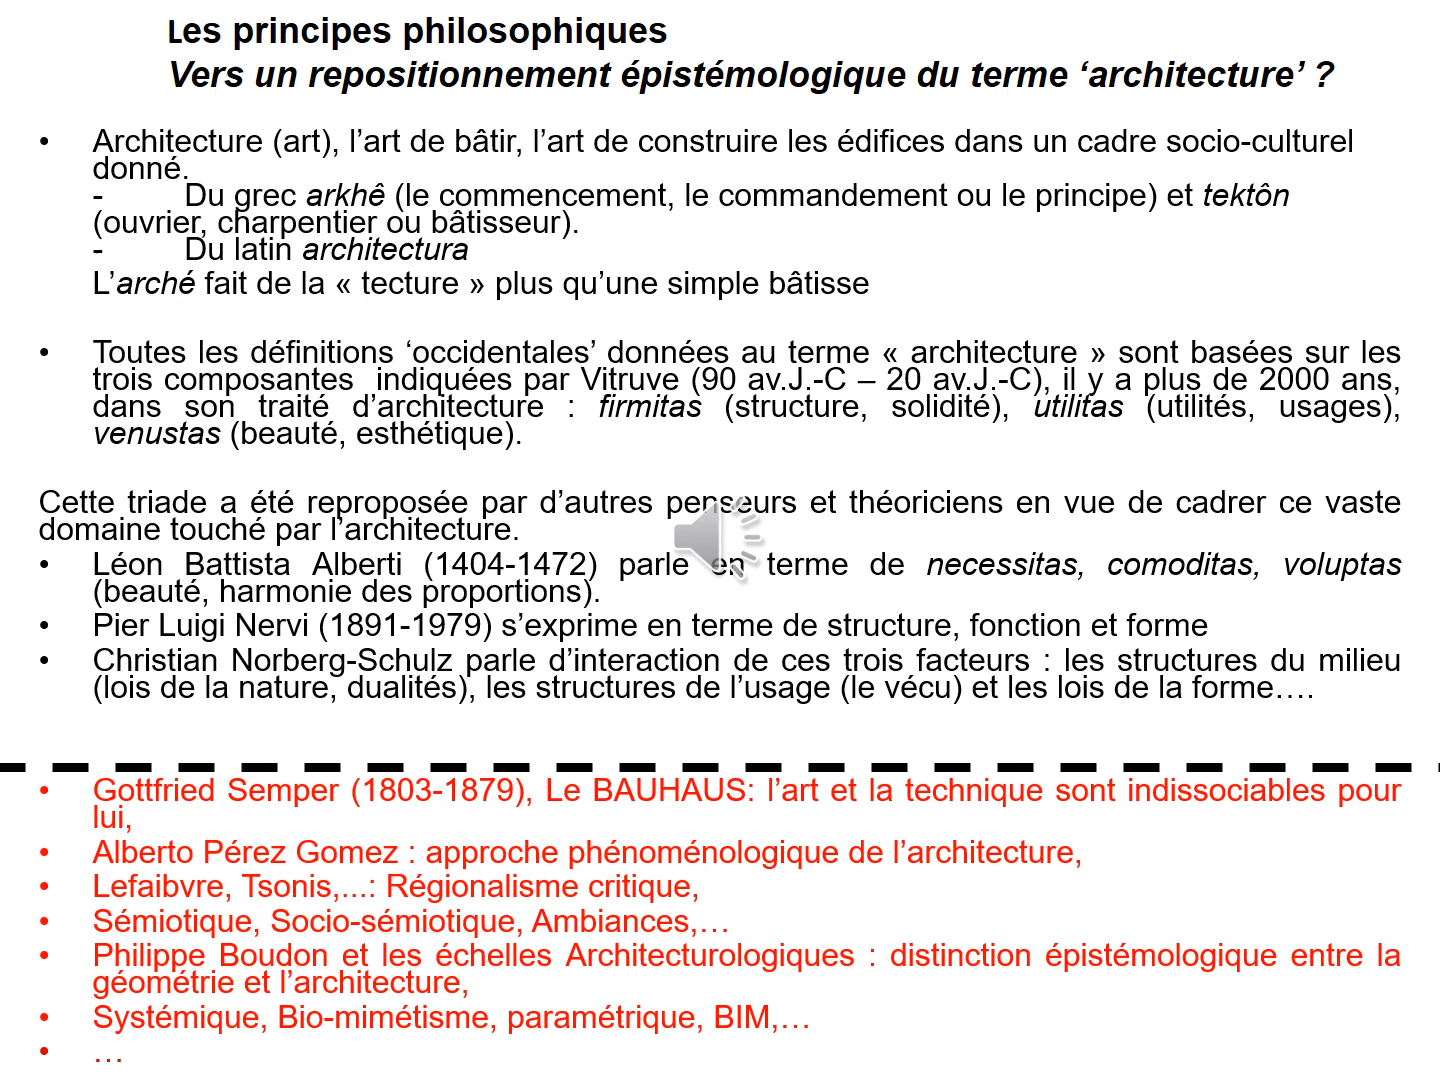 Les principes philosophiques
Vers un repositionnement épistémologique du terme ‘architecture’ ?
• Architecture (art), l’art de bâtir, l’art de construire les édifices dans un cadre socio-culturel
donné.
- Du grec arkhê (le commencement, le commandement ou le principe) et tektôn
(ouvrier, charpentier ou bâtisseur).
- Du latin architectura
L’arché fait de la « tecture » plus qu’une simple bâtisse
• Toutes les définitions ‘occidentales’ données au terme « architecture » sont basées sur les
trois composantes indiquées par Vitruve (90 av.J.-C – 20 av.J.-C), il y a plus de 2000 ans,
dans son traité d’architecture : firmitas (structure, solidité), utilitas (utilités, usages),
venustas (beauté, esthétique).
Cette triade a été reproposée par d’autres penseurs et théoriciens en vue de cadrer ce vaste
domaine touché par l’architecture.
• Léon Battista Alberti (1404-1472) parle en terme de necessitas, comoditas, voluptas
(beauté, harmonie des proportions).
• Pier Luigi Nervi (1891-1979) s’exprime en terme de structure, fonction et forme
• Christian Norberg-Schulz parle d’interaction de ces trois facteurs : les structures du milieu
(lois de la nature, dualités), les structures de l’usage (le vécu) et les lois de la forme….
• Gottfried Semper (1803-1879), Le BAUHAUS: l’art et la technique sont indissociables pour
lui,
• Alberto Pérez Gomez : approche phénoménologique de l’architecture,
• Lefaibvre, Tsonis,...: Régionalisme critique,
• Sémiotique, Socio-sémiotique, Ambiances,…
• Philippe Boudon et les échelles Architecturologiques : distinction épistémologique entre la
géométrie et l’architecture,
• Systémique, Bio-mimétisme, paramétrique, BIM,…
• …